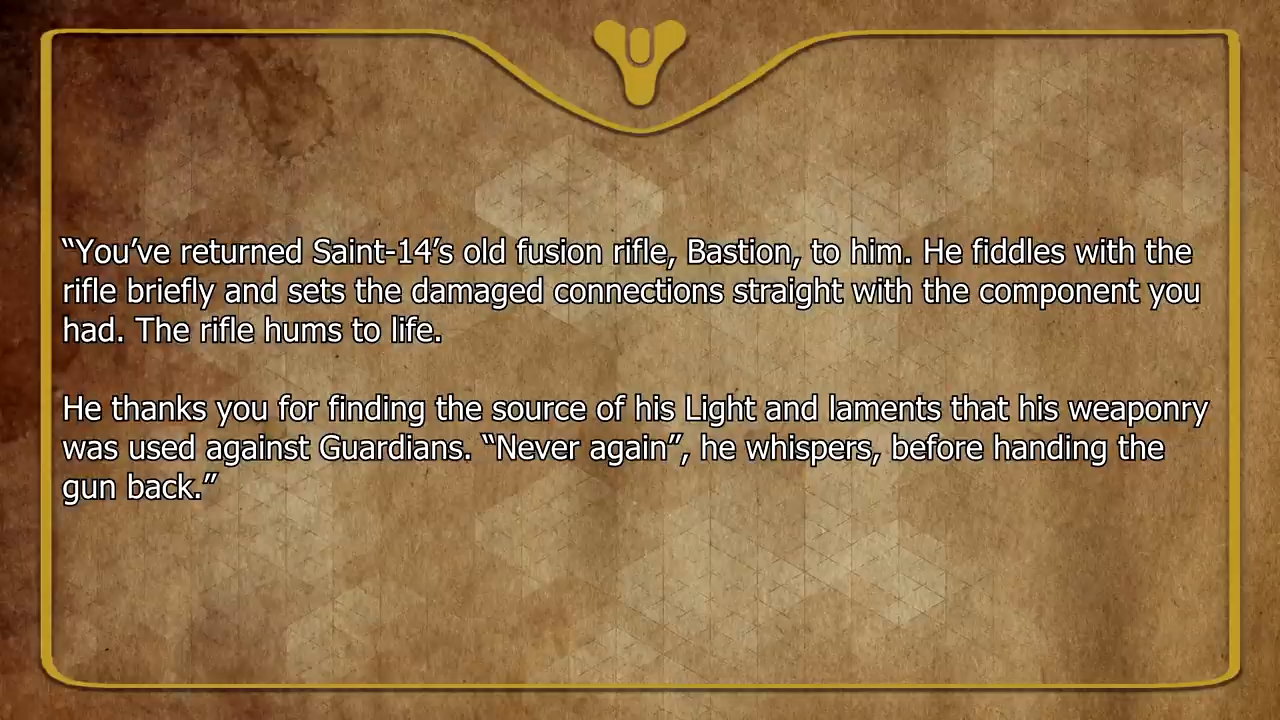 “You’ve returned Saint-14’s old fusion rifle, Bastion, to him. He fiddles with the
rifle briefly and sets the damaged connections straight with the component you
had. The rifle hums to life.
He thanks you for finding the source of his Light and laments that his weaponry
was used against Guardians. “Never again”, he whispers, before handing the
gun back.”